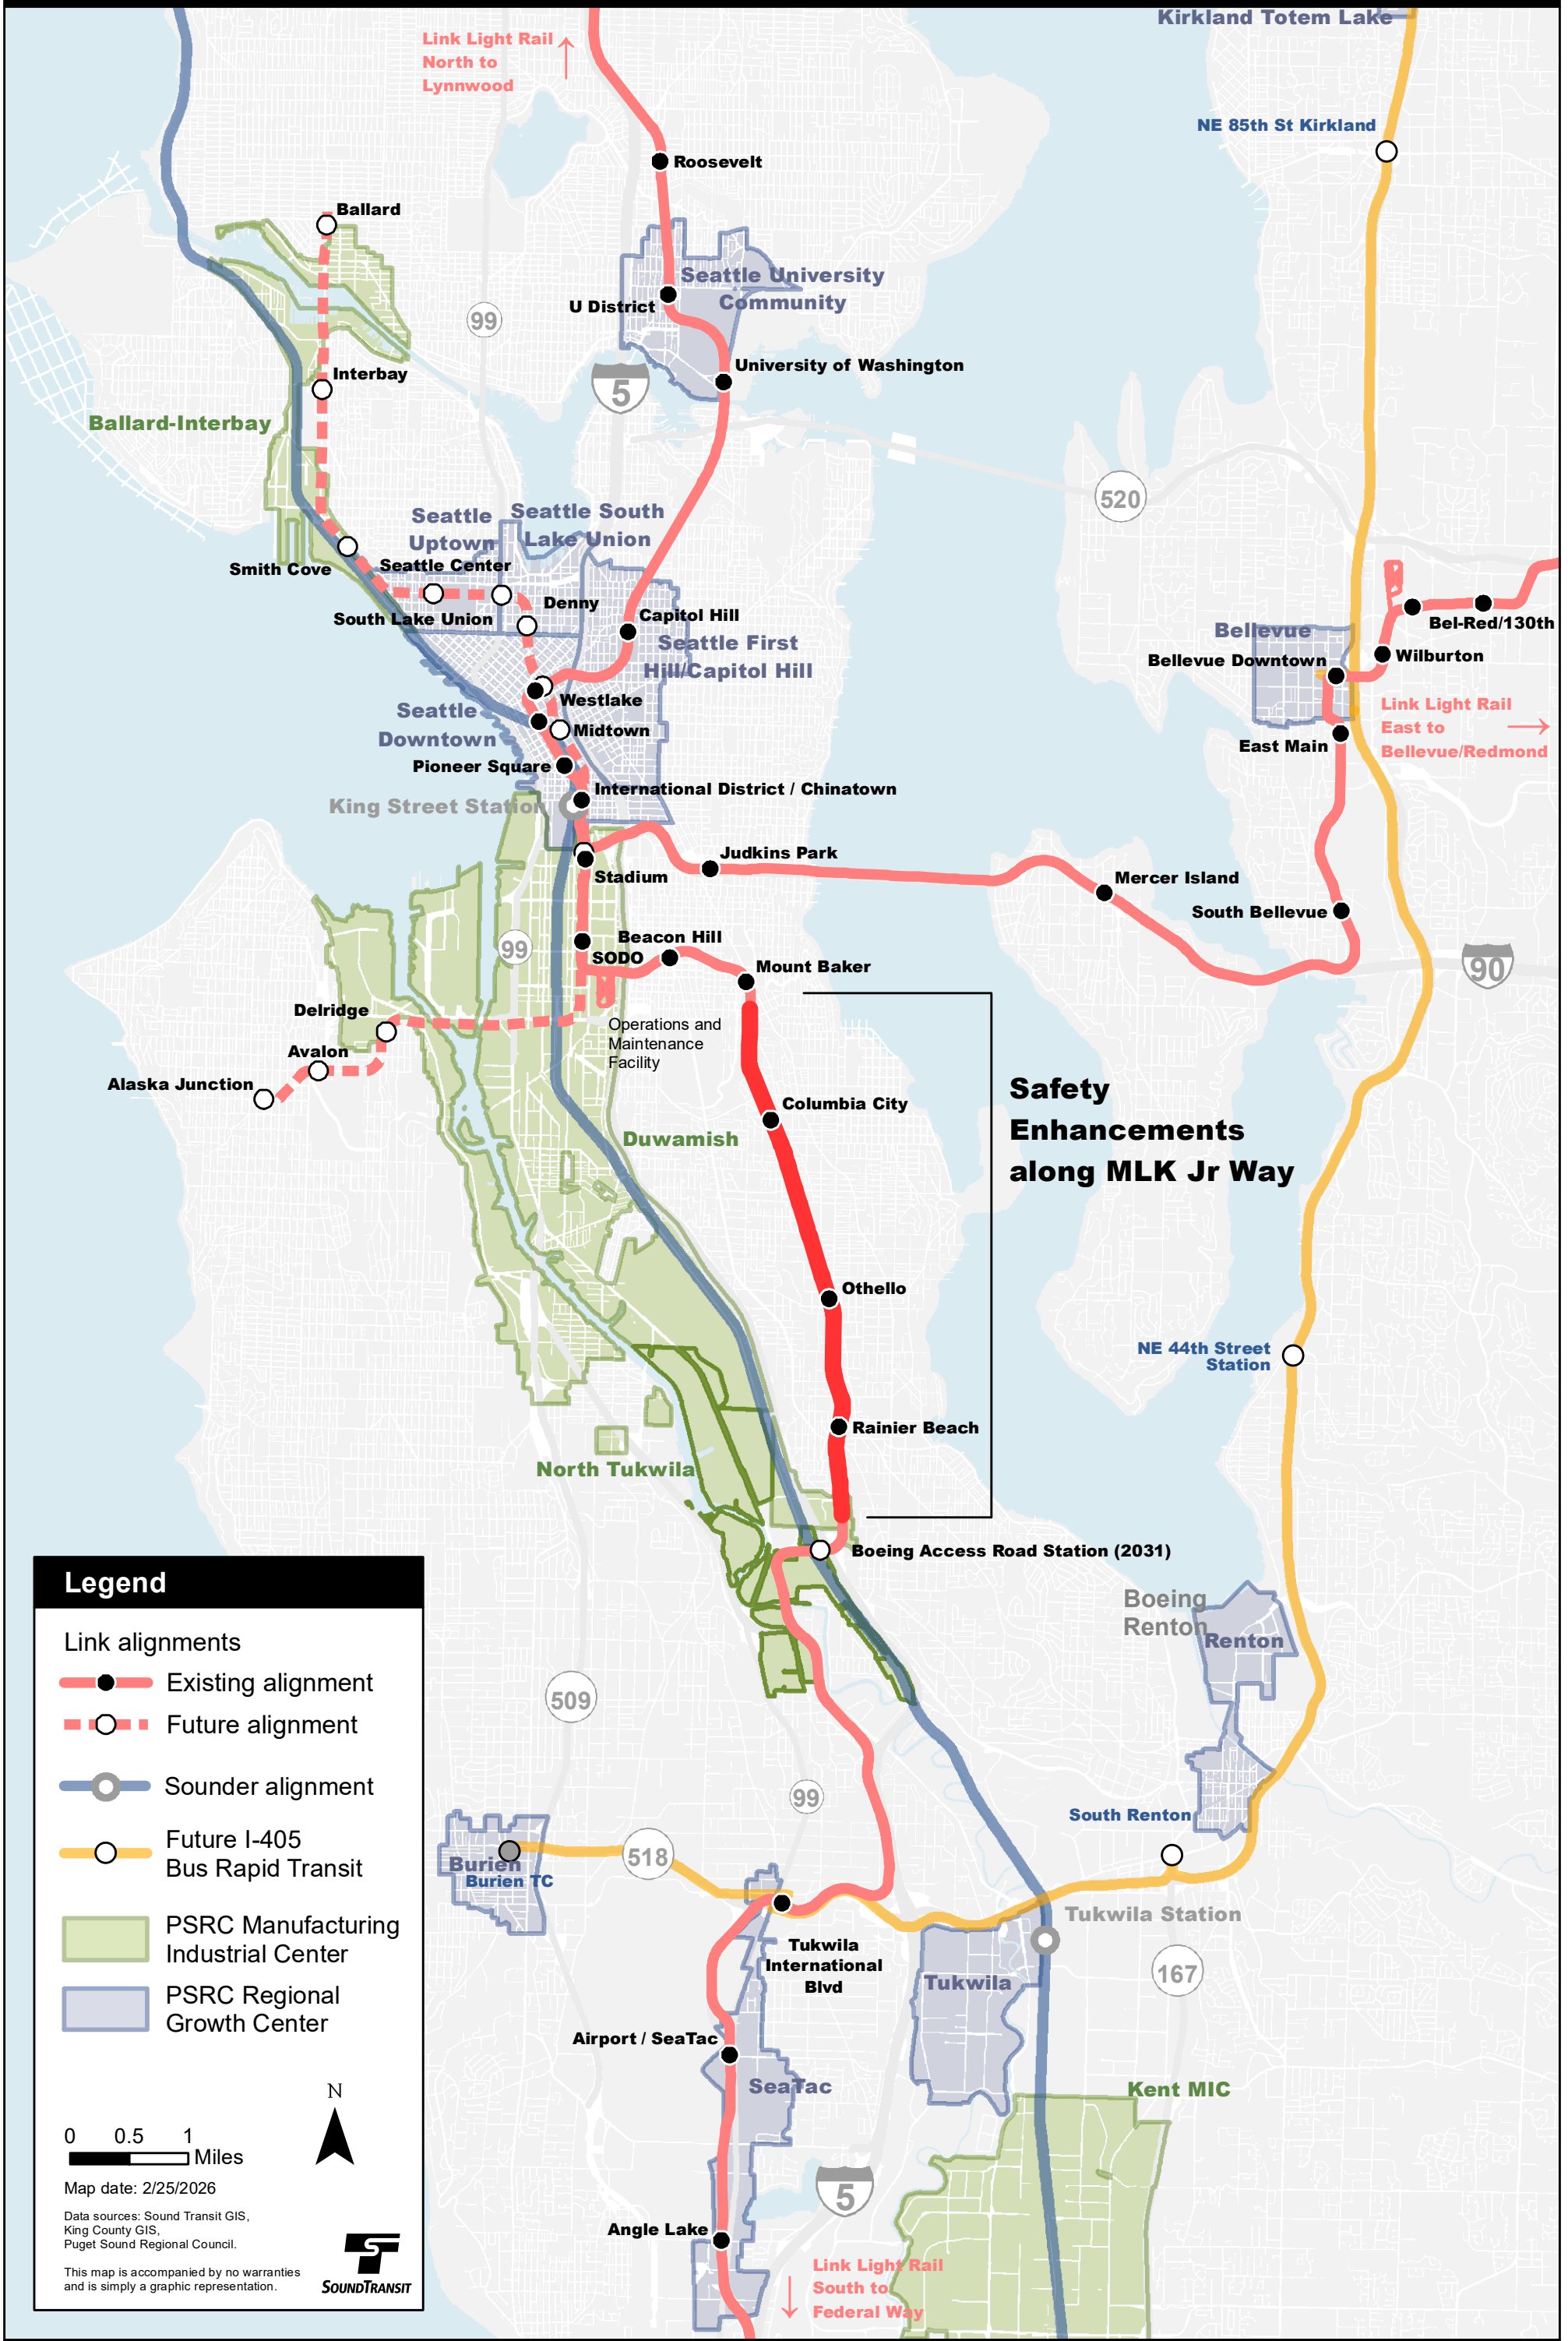 Kirkland Totem Lake
Link Light Rail
North to
Lynnwood
NE 85th St Kirkland
Roosevelt
Ballard
Seattle University
Community
U District
99
University of Washington
5
Interbay
Ballard-Interbay
520
Seattle
Uptown
Seattle South
Lake Union
Smith Cove
Seattle Center
Denny
South Lake Union
Capitol Hill
Seattle First
Hill/Capitol Hill
Bel-Red/130th
Bellevue
Wilburton
Bellevue Downtown
Westlake
Link Light Rail
East to
Bellevue/Redmond
Seattle
Downtown
Midtown
East Main
Pioneer Square
International District / Chinatown
King Street Station
Judkins Park
Stadium
Mercer Island
South Bellevue
99
Beacon Hill
SODO
Mount Baker
90
Delridge
Operations and
Maintenance
Facility
Avalon
Alaska Junction
Safety
Enhancements
along MLK Jr Way
Columbia City
Duwamish
Othello
NE 44th Street
Station
Rainier Beach
North Tukwila
Boeing Access Road Station (2031)
Boeing
Renton
Renton
509
99
South Renton
518
Burien
Burien TC
Tukwila Station
Tukwila
International
Blvd
Tukwila
167
Airport / SeaTac
SeaTac
Kent MIC
5
Angle Lake
Link Light Rail
South to
Federal Way
Legend
Link alignments
Existing alignment
Future alignment
Sounder alignment
Future I-405
Bus Rapid Transit
PSRC Manufacturing
Industrial Center
PSRC Regional
Growth Center
N
0 0.5 1
Miles
Map date: 2/25/2026
Data sources: Sound Transit GIS,
King County GIS,
Puget Sound Regional Council.
This map is accompanied by no warranties
and is simply a graphic representation.
SOUNDTRANSIT